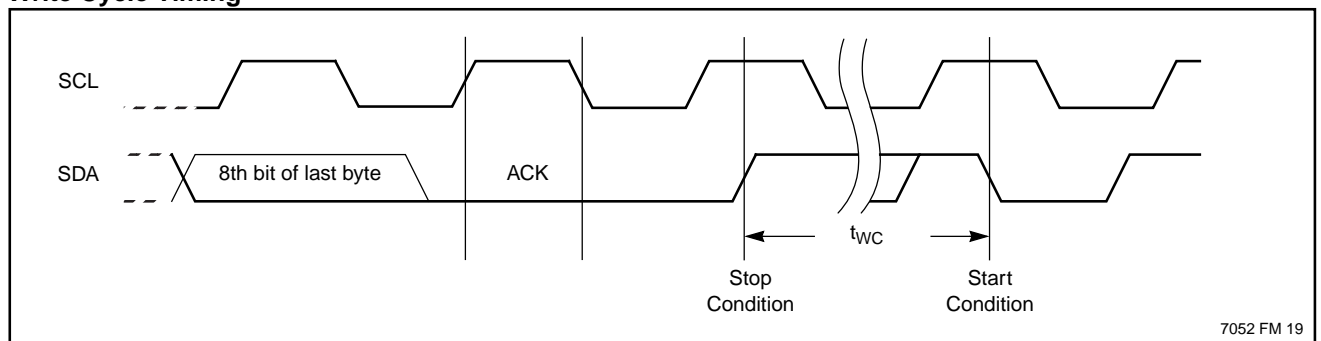 Write Cycle Timing
SCL
SDA
8th bit of last byte
ACK
tWC
Stop
Condition
Start
Condition
7052 FM 19